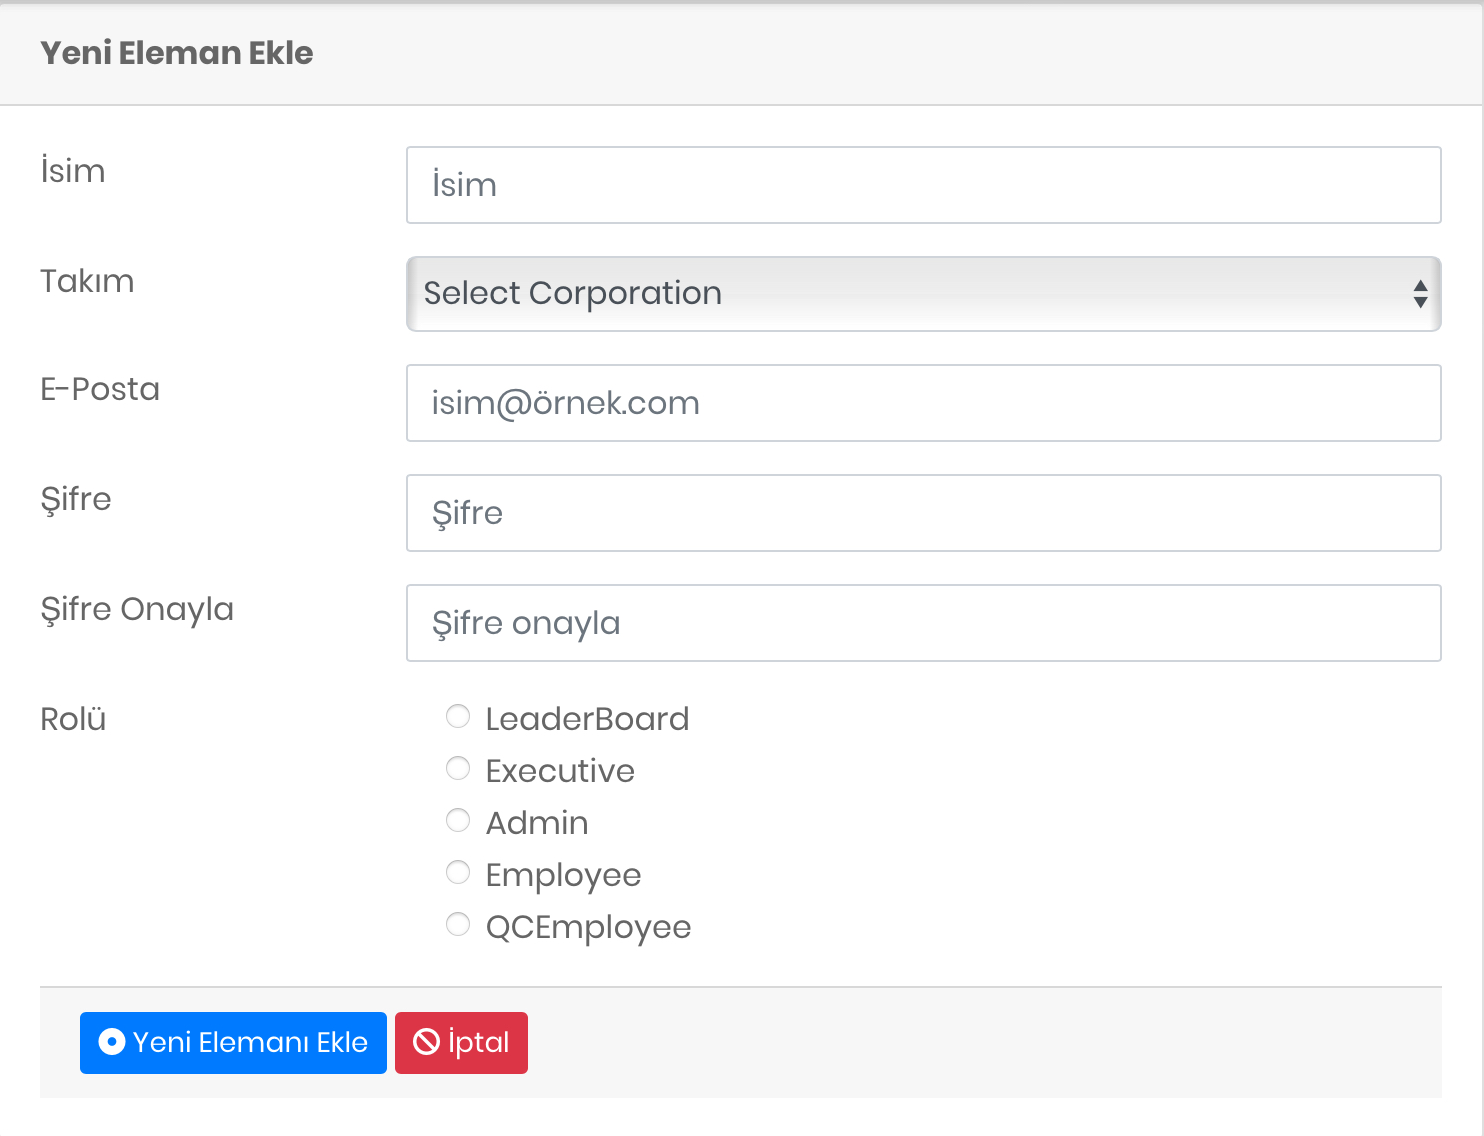 Yeni Eleman Ekle
İsim
İsim
Takım
Select Corporation
E-Posta
isim@örnek.com
Şifre
Şifre
Şifre Onayla
Şifre onayla
Rolü
LeaderBoard
Executive
Admin
Employee
QCEmployee
Yeni Elemanı Ekle
İptal